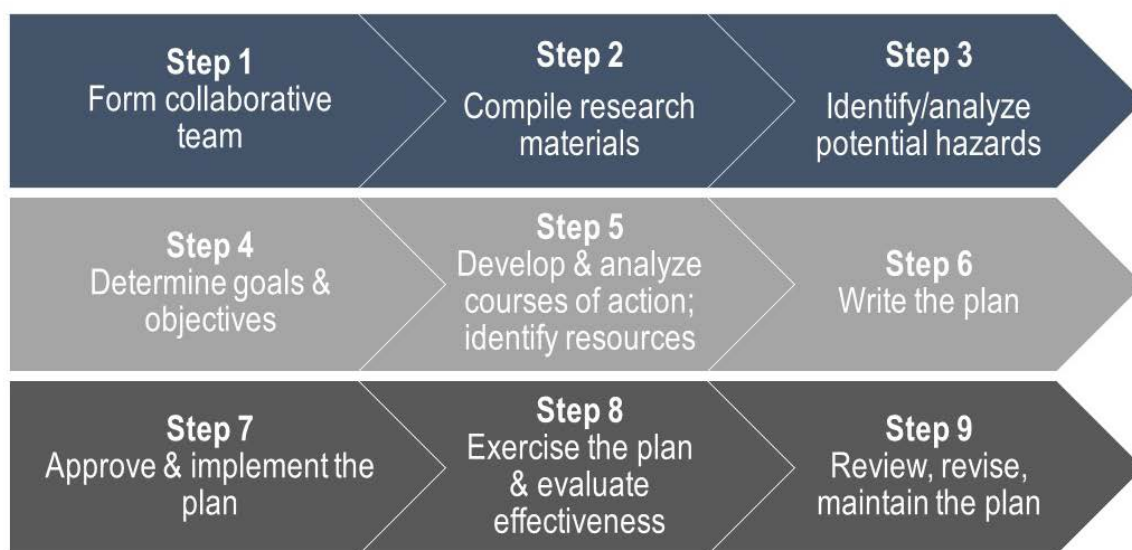 Step 1
Form collaborative
team
Step 2
Compile research
materials
Step 3
Identify/analyze
potential hazards
Step 4
Determine goals &
objectives
Step 5
Develop & analyze
courses of action;
identify resources
Step 6
Write the plan
Step 7
Approve & implement the
plan
Step 8
Exercise the plan
& evaluate
effectiveness
Step 9
Review, revise,
maintain the plan